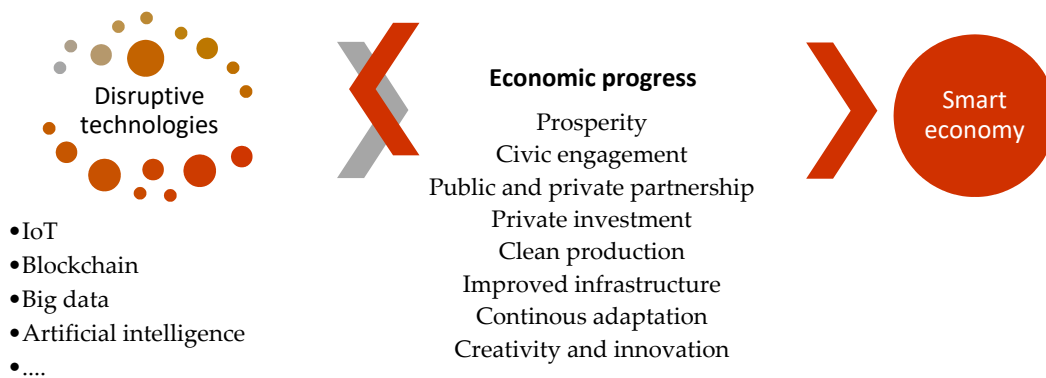 Disruptive
technologies
•IoT
•Blockchain
•Big data
•Artificial intelligence
•....
Economic progress
Prosperity
Civic engagement
Public and private partnership
Private investment
Clean production
Improved infrastructure
Continous adaptation
Creativity and innovation
Smart
economy